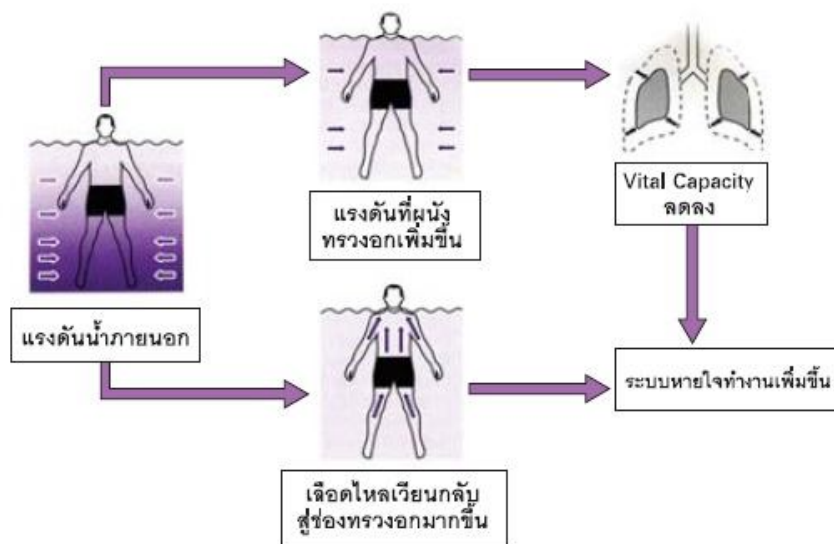 แรงดันน้ำภายนอก
แรงดันที่ผนัง
ทรวงอกเพิ่มขึ้น
Vital Capacity
ลดลง
เลือดไหลเวียนกลับ
สู่ช่องทรวงอกมากขึ้น
ระบบหายใจทำงานเพิ่มขึ้น